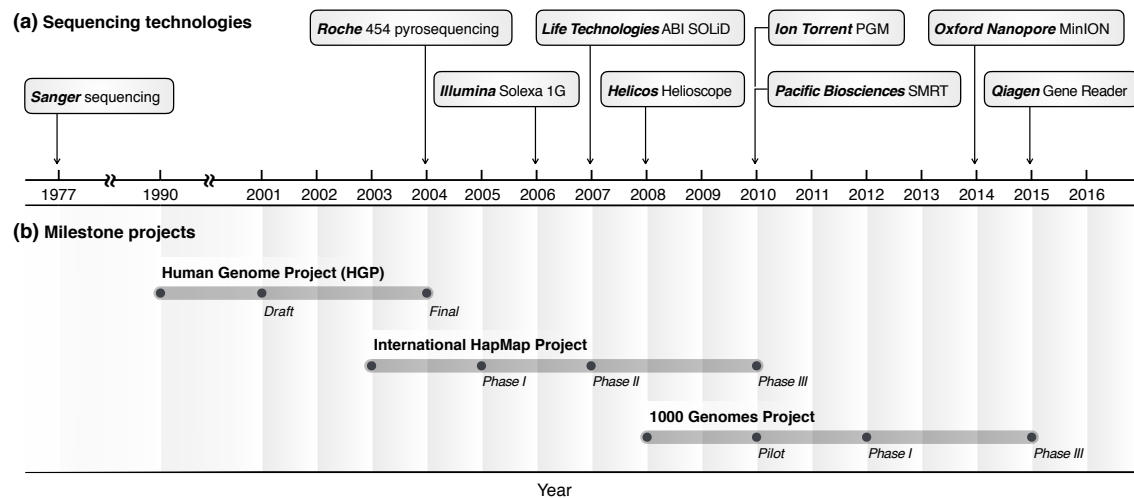 (a) Sequencing technologies
Roche 454 pyrosequencing
Life Technologies ABI SOLiD
Ion Torrent PGM
Oxford Nanopore MinION
Sanger sequencing
Illumina Solexa 1G
Helicos Helioscope
Pacific Biosciences SMRT
Qiagen Gene Reader
1977 1990 2001 2002 2003 2004 2005 2006 2007 2008 2009 2010 2011 2012 2013 2014 2015 2016
(b) Milestone projects
Human Genome Project (HGP)
Draft Final
International HapMap Project
Phase I Phase II Phase III
1000 Genomes Project
Pilot Phase I Phase III
Year